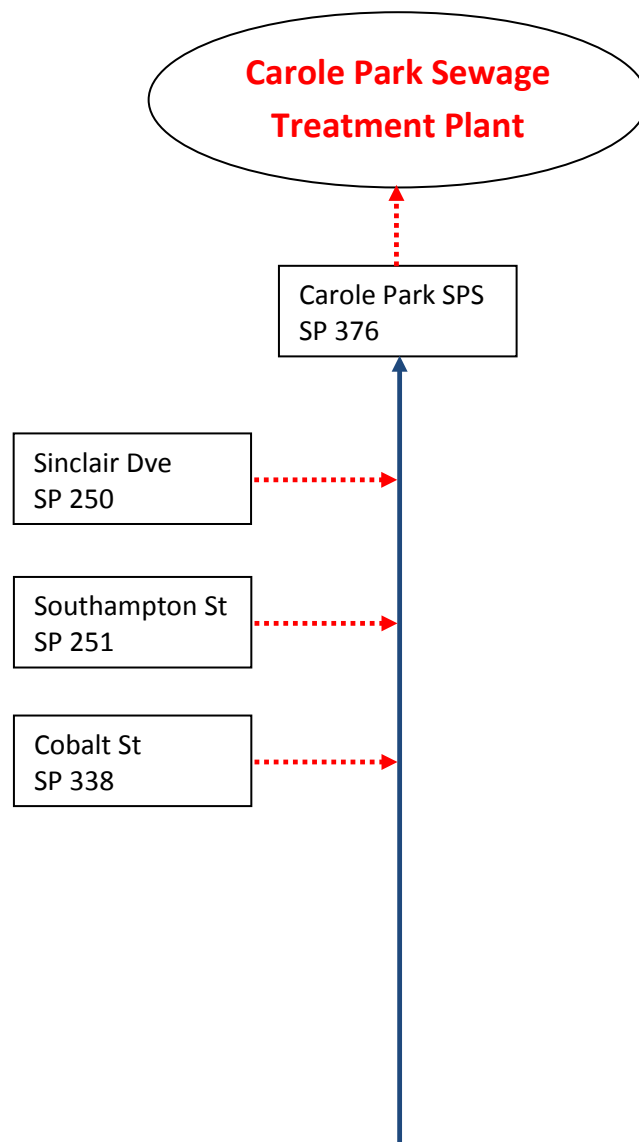 Carole Park Sewage
Treatment Plant
Carole Park SPS
SP 376
Sinclair Dve
SP 250
Southampton St
SP 251
Cobalt St
SP 338